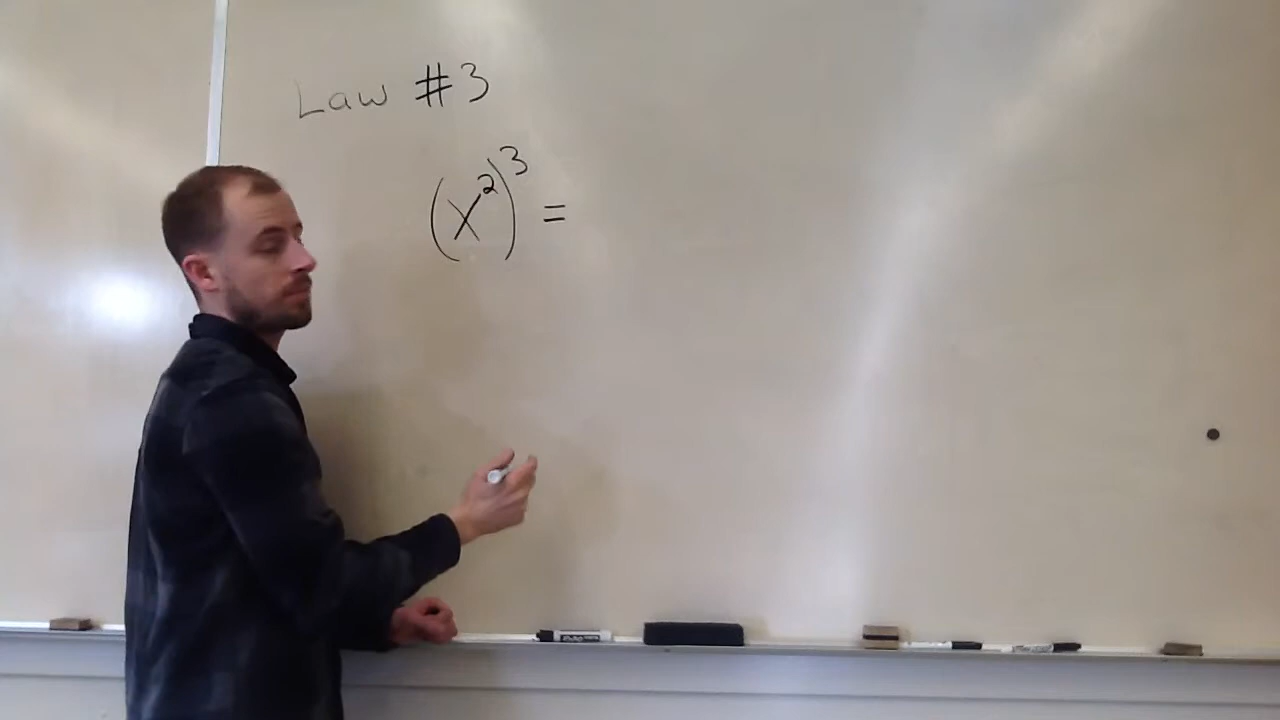 Law #3
(x²)³ =